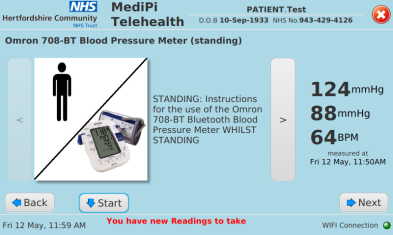 NHS
Hertfordshire Community
NHS Trust
MediPi
Telehealth
PATIENT.Test
D.O.B 10-Sep-1933 NHS No.943-429-4126
Omron 708-BT Blood Pressure Meter (standing)
<
STANDING: Instructions
for the use of the Omron
708-BT Bluetooth Blood
Pressure Meter WHILST
STANDING
>
124mmHg
88mmHg
64BPM
measured at
Fri 12 May, 11:50AM
Back
Start
Next
Fri 12 May, 11:59 AM
You have new Readings to take
WIFI Connection